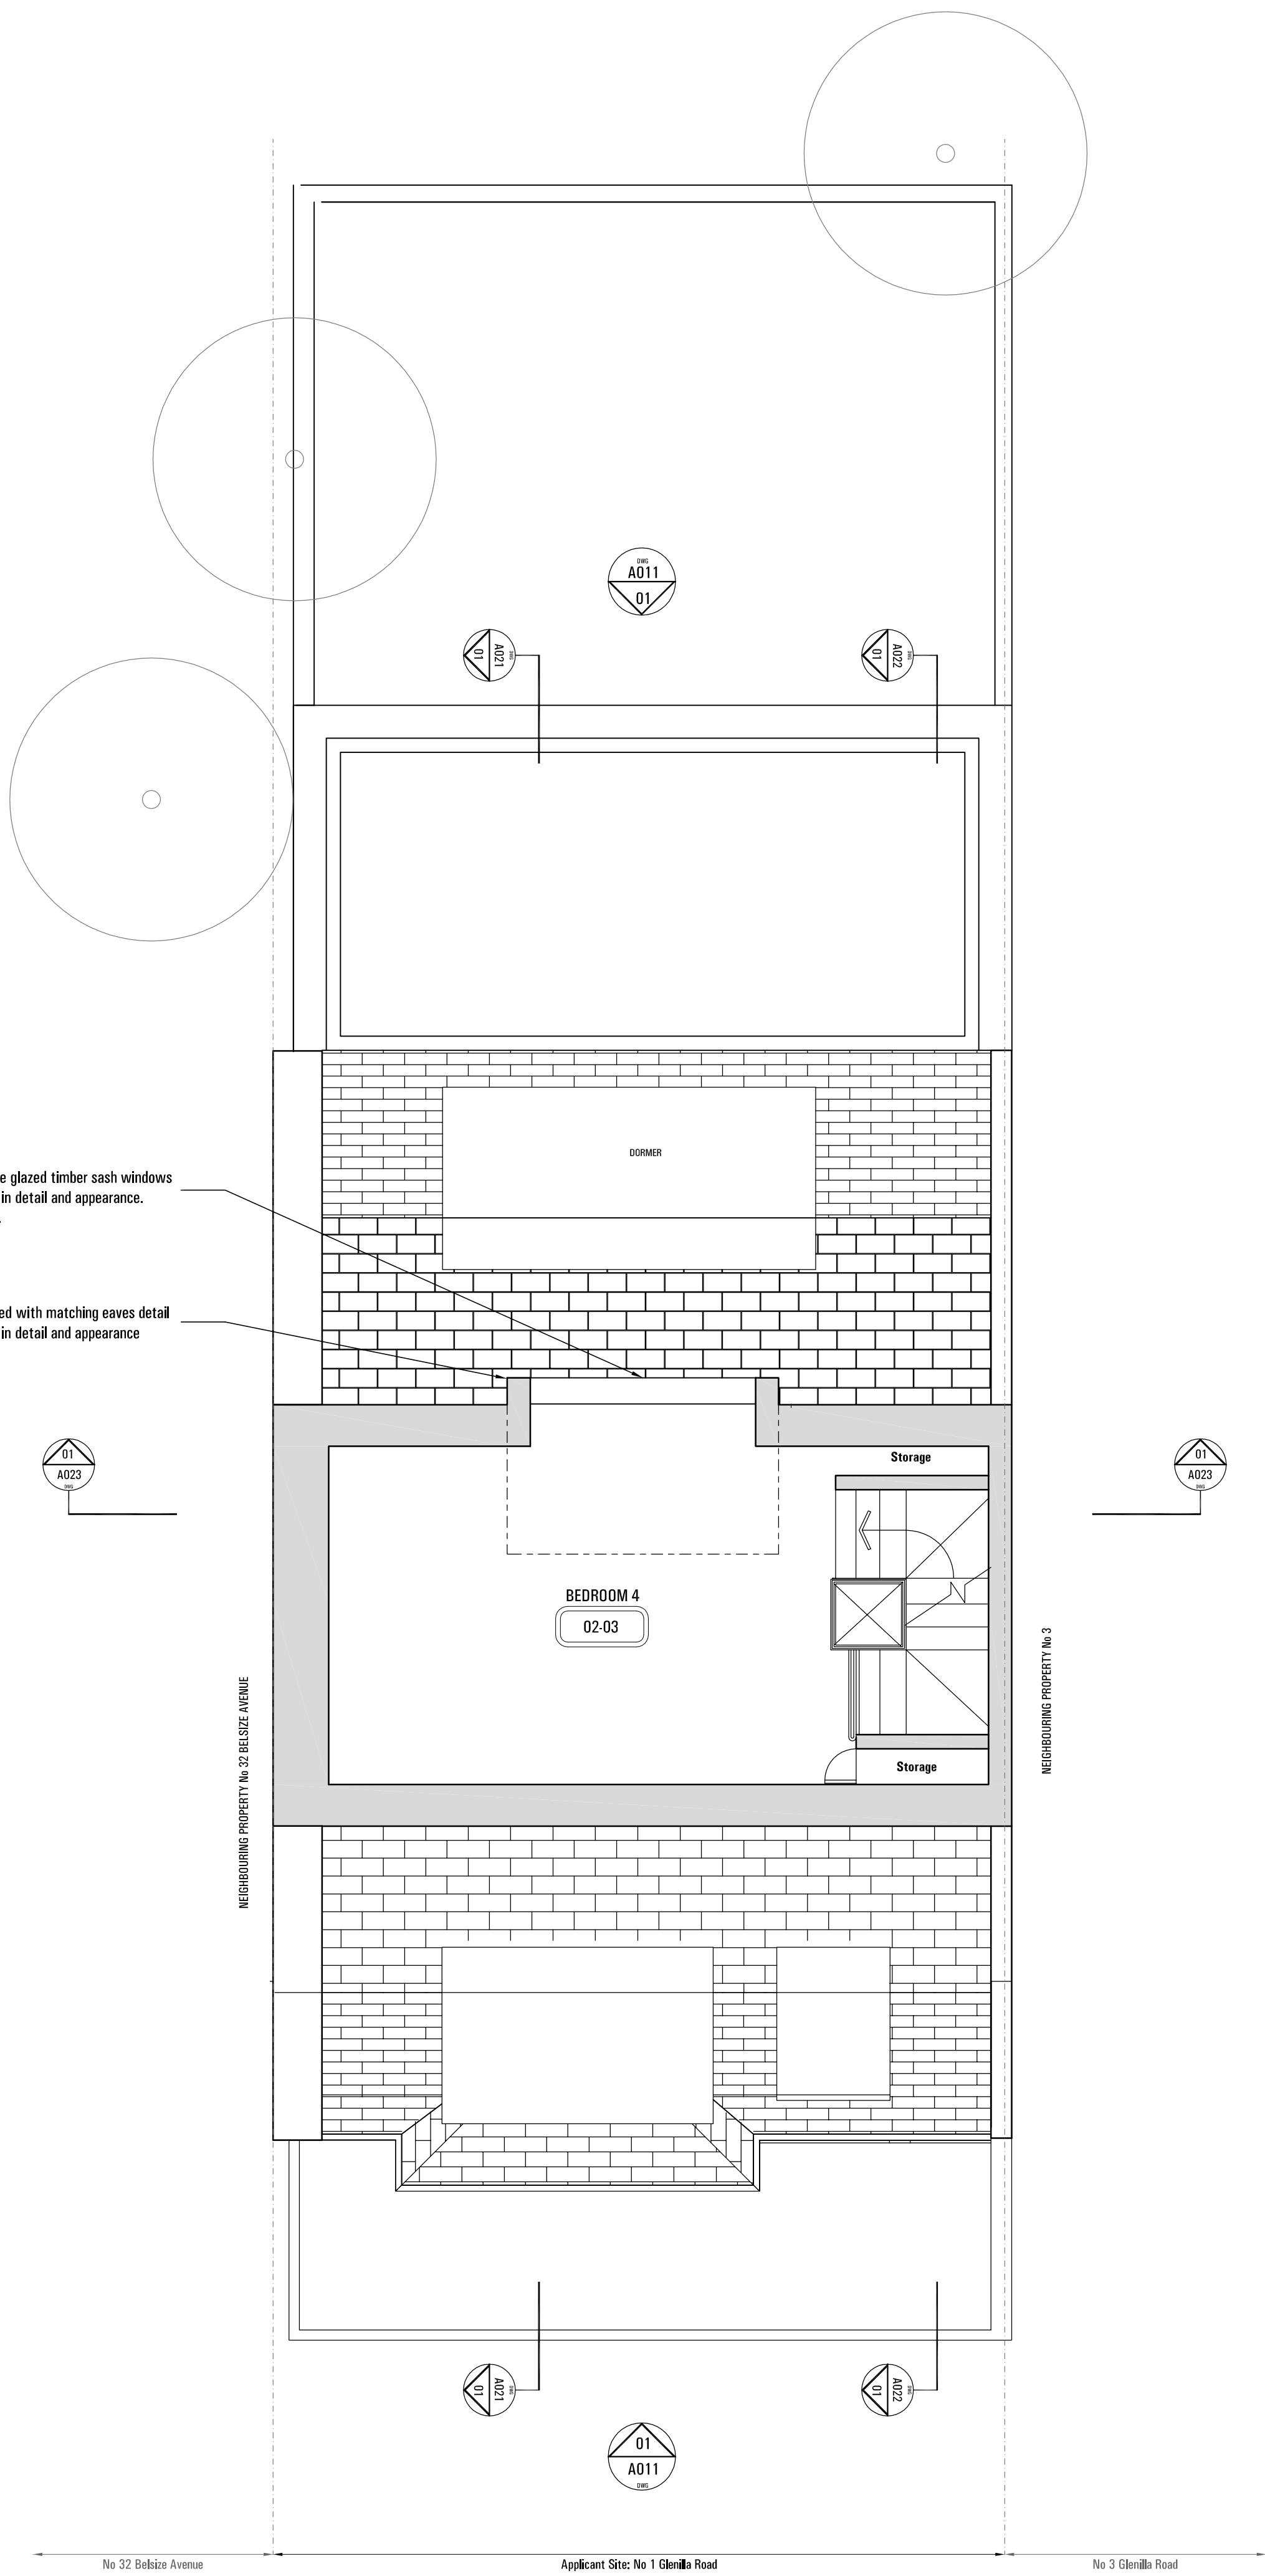 DWG
A011
01
A021
01
DWG
A022
01
DWG
DORMER
e glazed timber sash windows
in detail and appearance.
.
ed with matching eaves detail
in detail and appearance
01
A023
DWG
01
A023
DWG
Storage
BEDROOM 4
02-03
Storage
NEIGHBOURING PROPERTY No 32 BELSIZE AVENUE
NEIGHBOURING PROPERTY No 3
A021
01
DWG
A022
01
DWG
01
A011
DWG
No 32 Belsize Avenue
Applicant Site: No 1 Glenilla Road
No 3 Glenilla Road